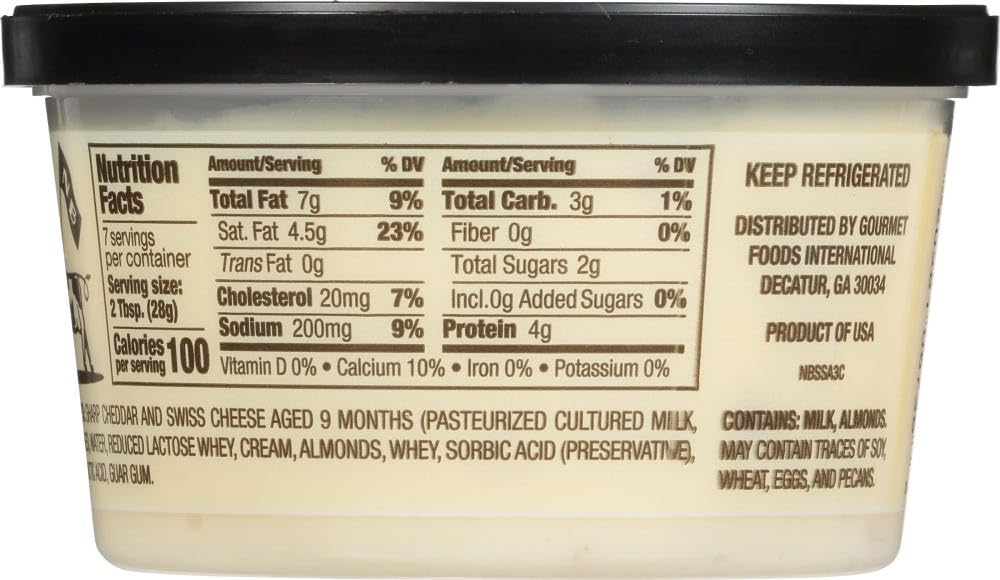 Nutrition
Facts
7 servings
per container
Serving size:
2 Tbsp. (28g)
Calories
per serving
100
Amount/Serving % DV
Total Fat 7g 9%
Sat. Fat 4.5g 23%
Trans Fat 0g
Cholesterol 20mg 7%
Sodium 200mg 9%
Amount/Serving % DV
Total Carb. 3g 1%
Fiber 0g 0%
Total Sugars 2g
Incl.0g Added Sugars 0%
Protein 4g
Vitamin D 0% • Calcium 10% • Iron 0% • Potassium 0%
SHARP CHEDDAR AND SWISS CHEESE AGED 9 MONTHS (PASTEURIZED CULTURED MILK,
WATER, REDUCED LACTOSE WHEY, CREAM, ALMONDS, WHEY, SORBIC ACID (PRESERVATIVE),
ACID, GUAR GUM.
KEEP REFRIGERATED
DISTRIBUTED BY GOURMET
FOODS INTERNATIONAL
DECATUR, GA 30034
PRODUCT OF USA
NBSSA3C
CONTAINS: MILK, ALMONDS.
MAY CONTAIN TRACES OF SOY,
WHEAT, EGGS, AND PECANS.